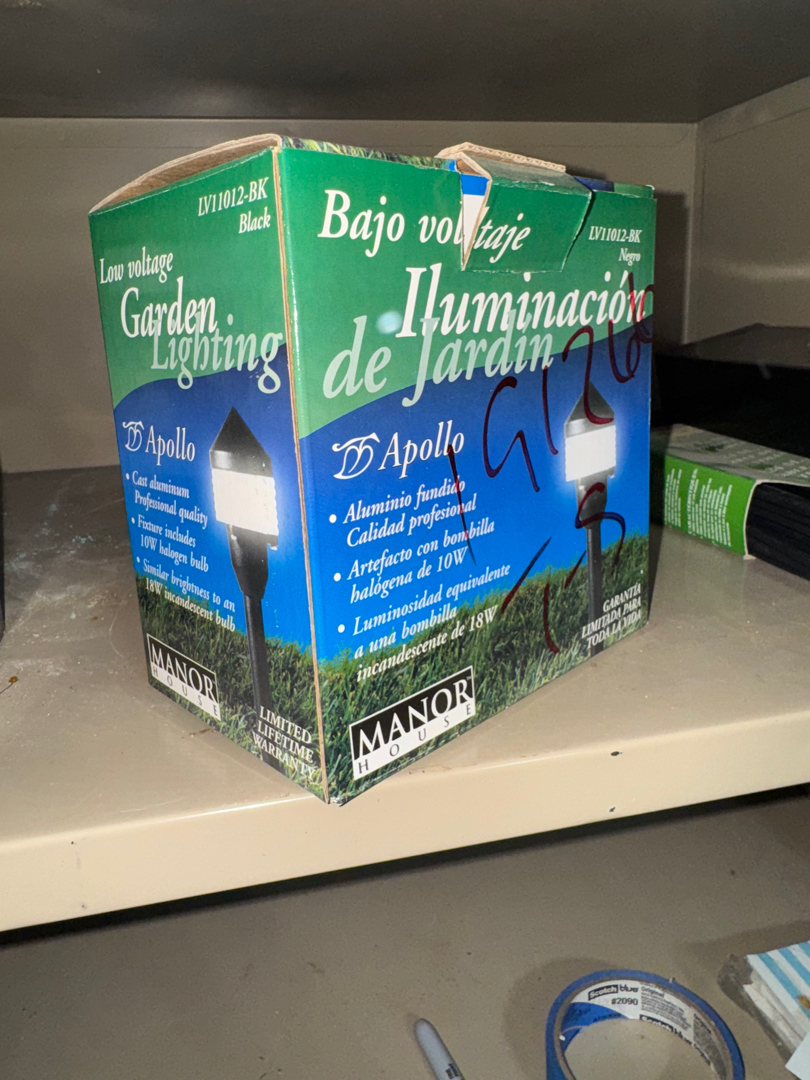 LV11012-BK
Black
Low voltage
Garden
Lighting
Apollo
• Cast aluminum
Professional quality
• Fixture includes
10W halogen bulb
• Similar brightness to an
18W incandescent bulb
MANOR
HOUSE
LIMITED
LIFETIME
WARRANTY
Bajo voltaje
LV11012-BK
Negro
Iluminación
de Jardín
Apollo
• Aluminio fundido
Calidad profesional
• Artefacto con bombilla
halógena de 10W
• Luminosidad equivalente
a una bombilla
incandescente de 18W
GARANTÍA
LIMITADA PARA
TODA LA VIDA
MANOR
HOUSE
Scotch blue
Original
#2090
Scotch